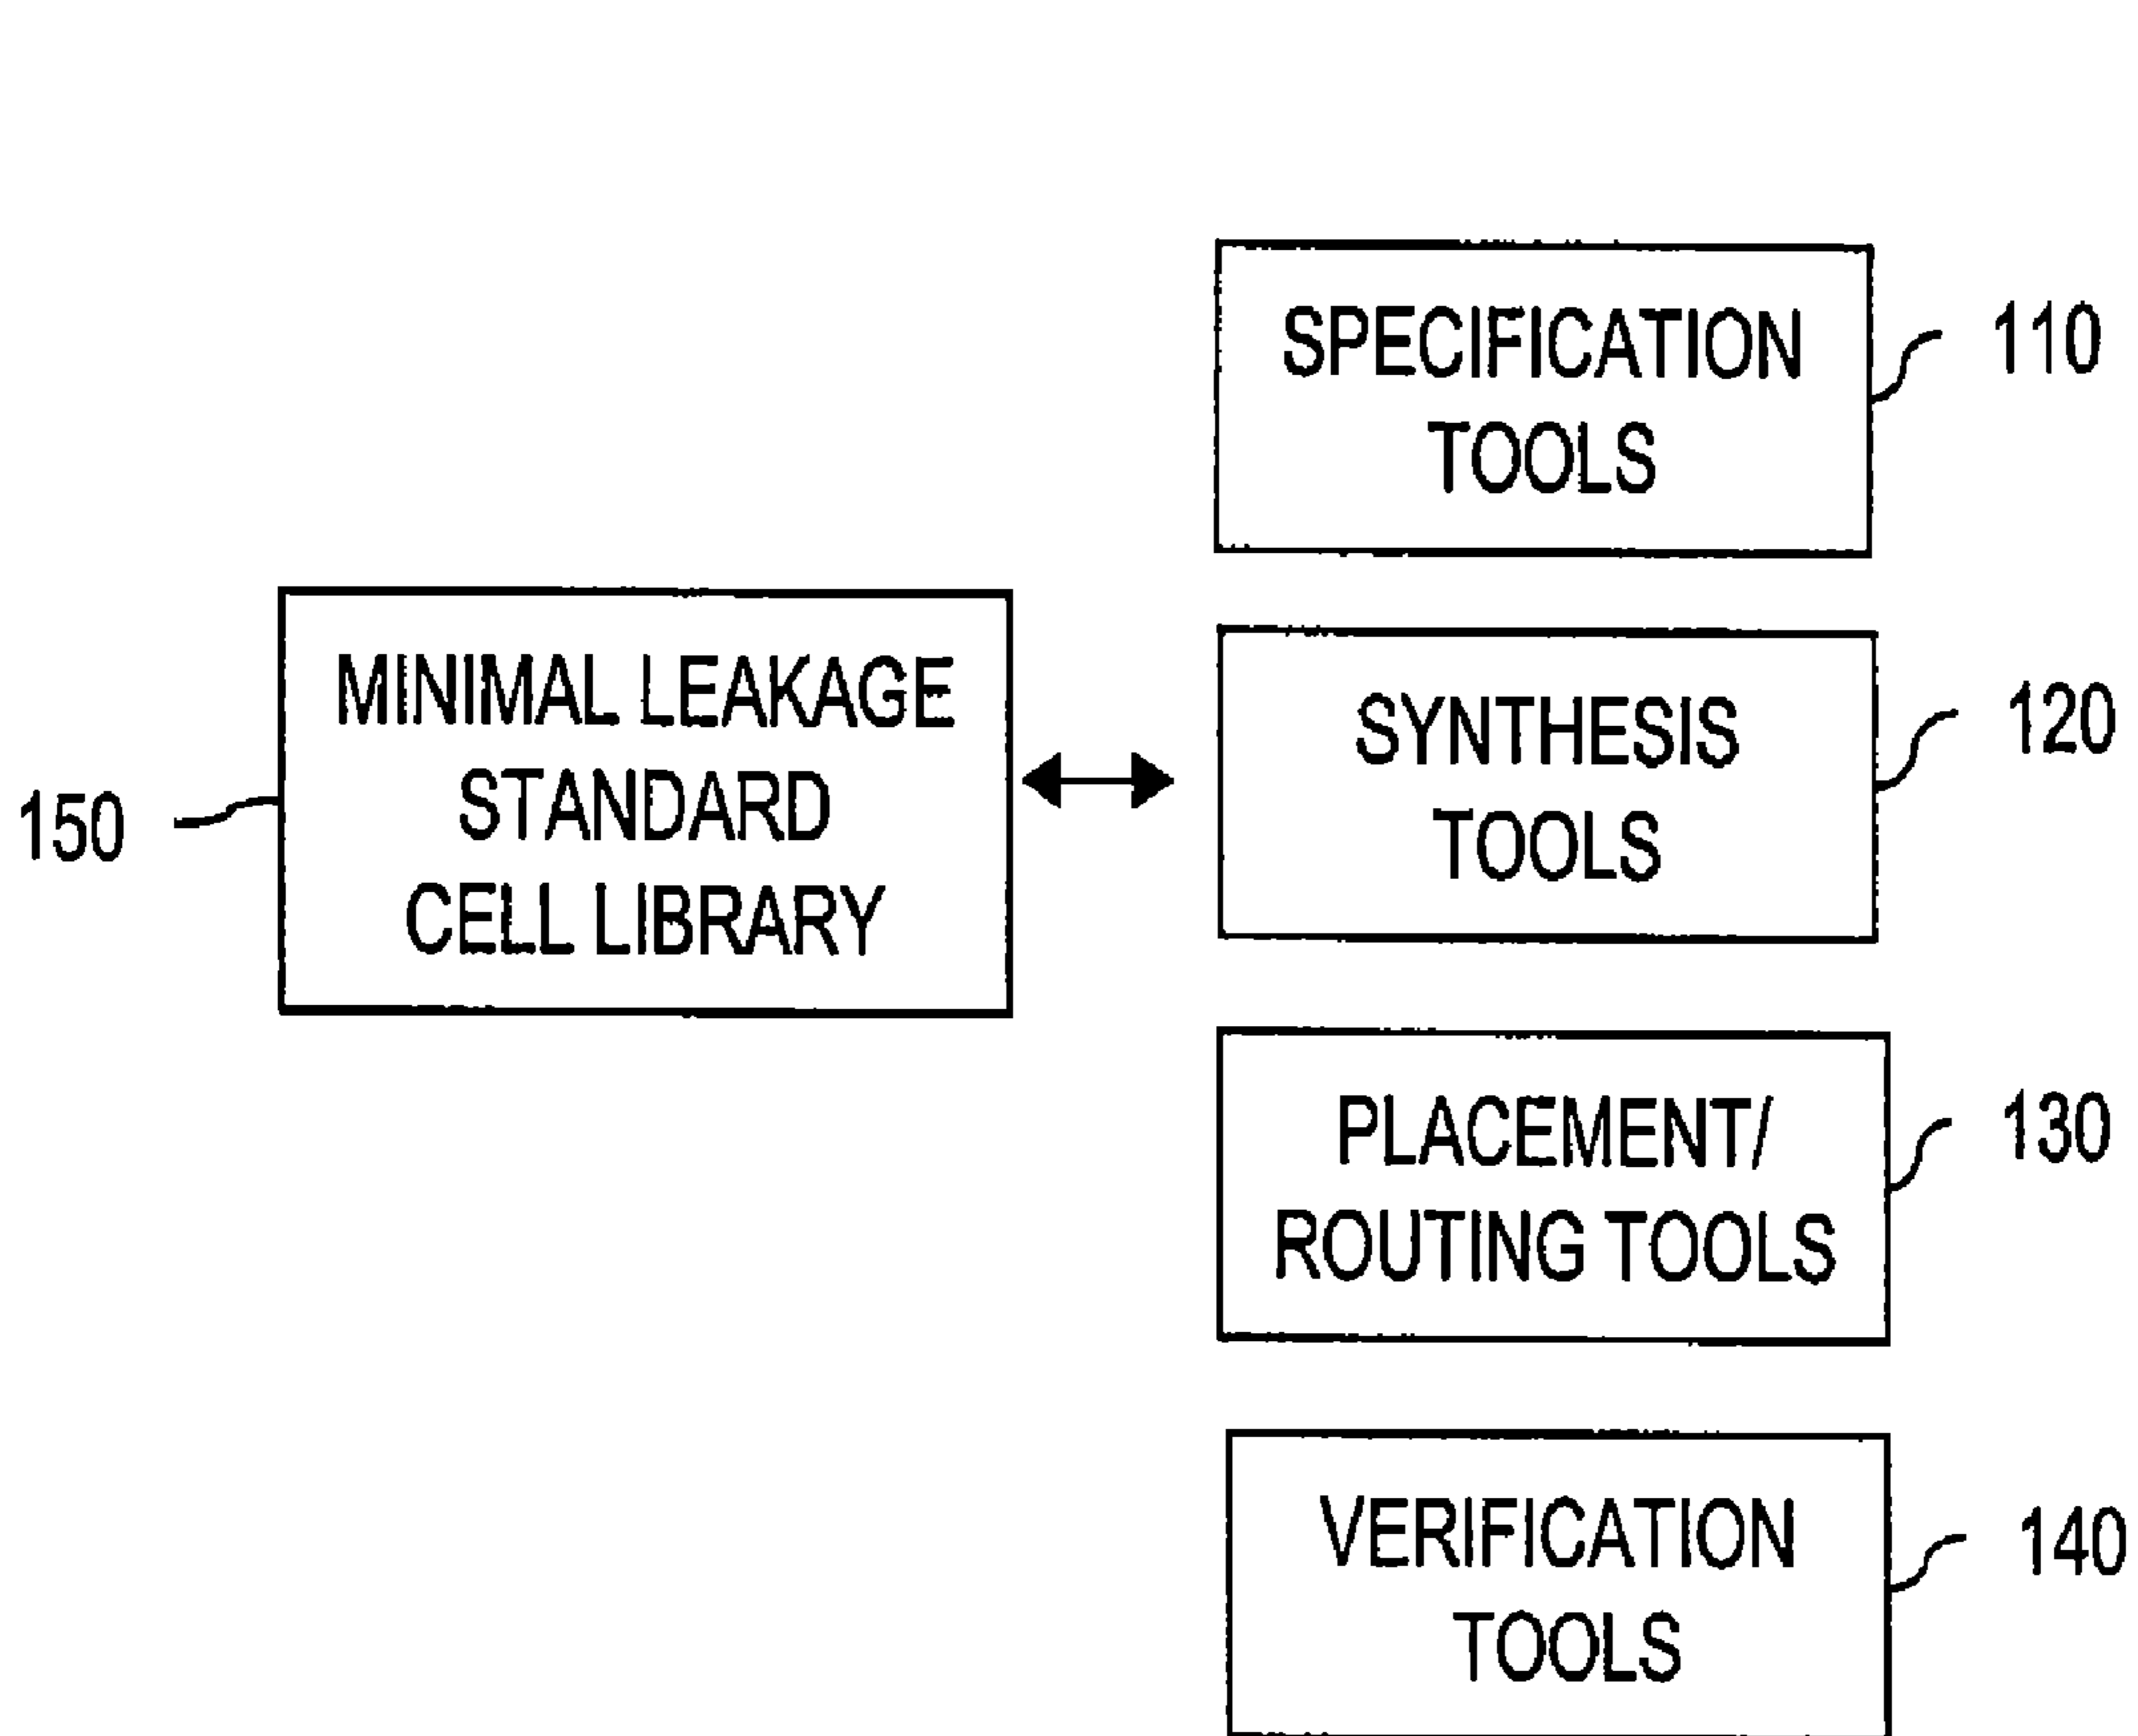 SPECIFICATION
TOOLS
110
MINIMAL LEAKAGE
STANDARD
CELL LIBRARY
150
SYNTHESIS
TOOLS
120
PLACEMENT/
ROUTING TOOLS
130
VERIFICATION
TOOLS
140